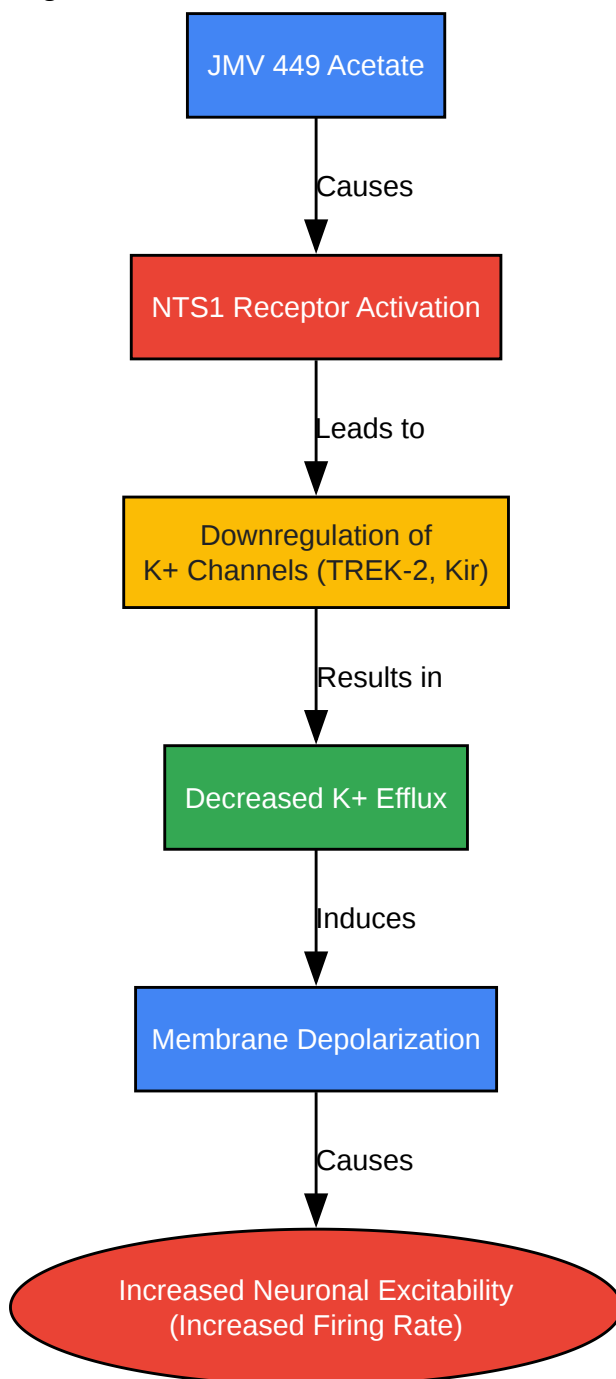 JMV 449 Acetate
Causes
NTS1 Receptor Activation
Leads to
Downregulation of
K+ Channels (TREK-2, Kir)
Results in
Decreased K+ Efflux
Induces
Membrane Depolarization
Causes
Increased Neuronal Excitability
(Increased Firing Rate)